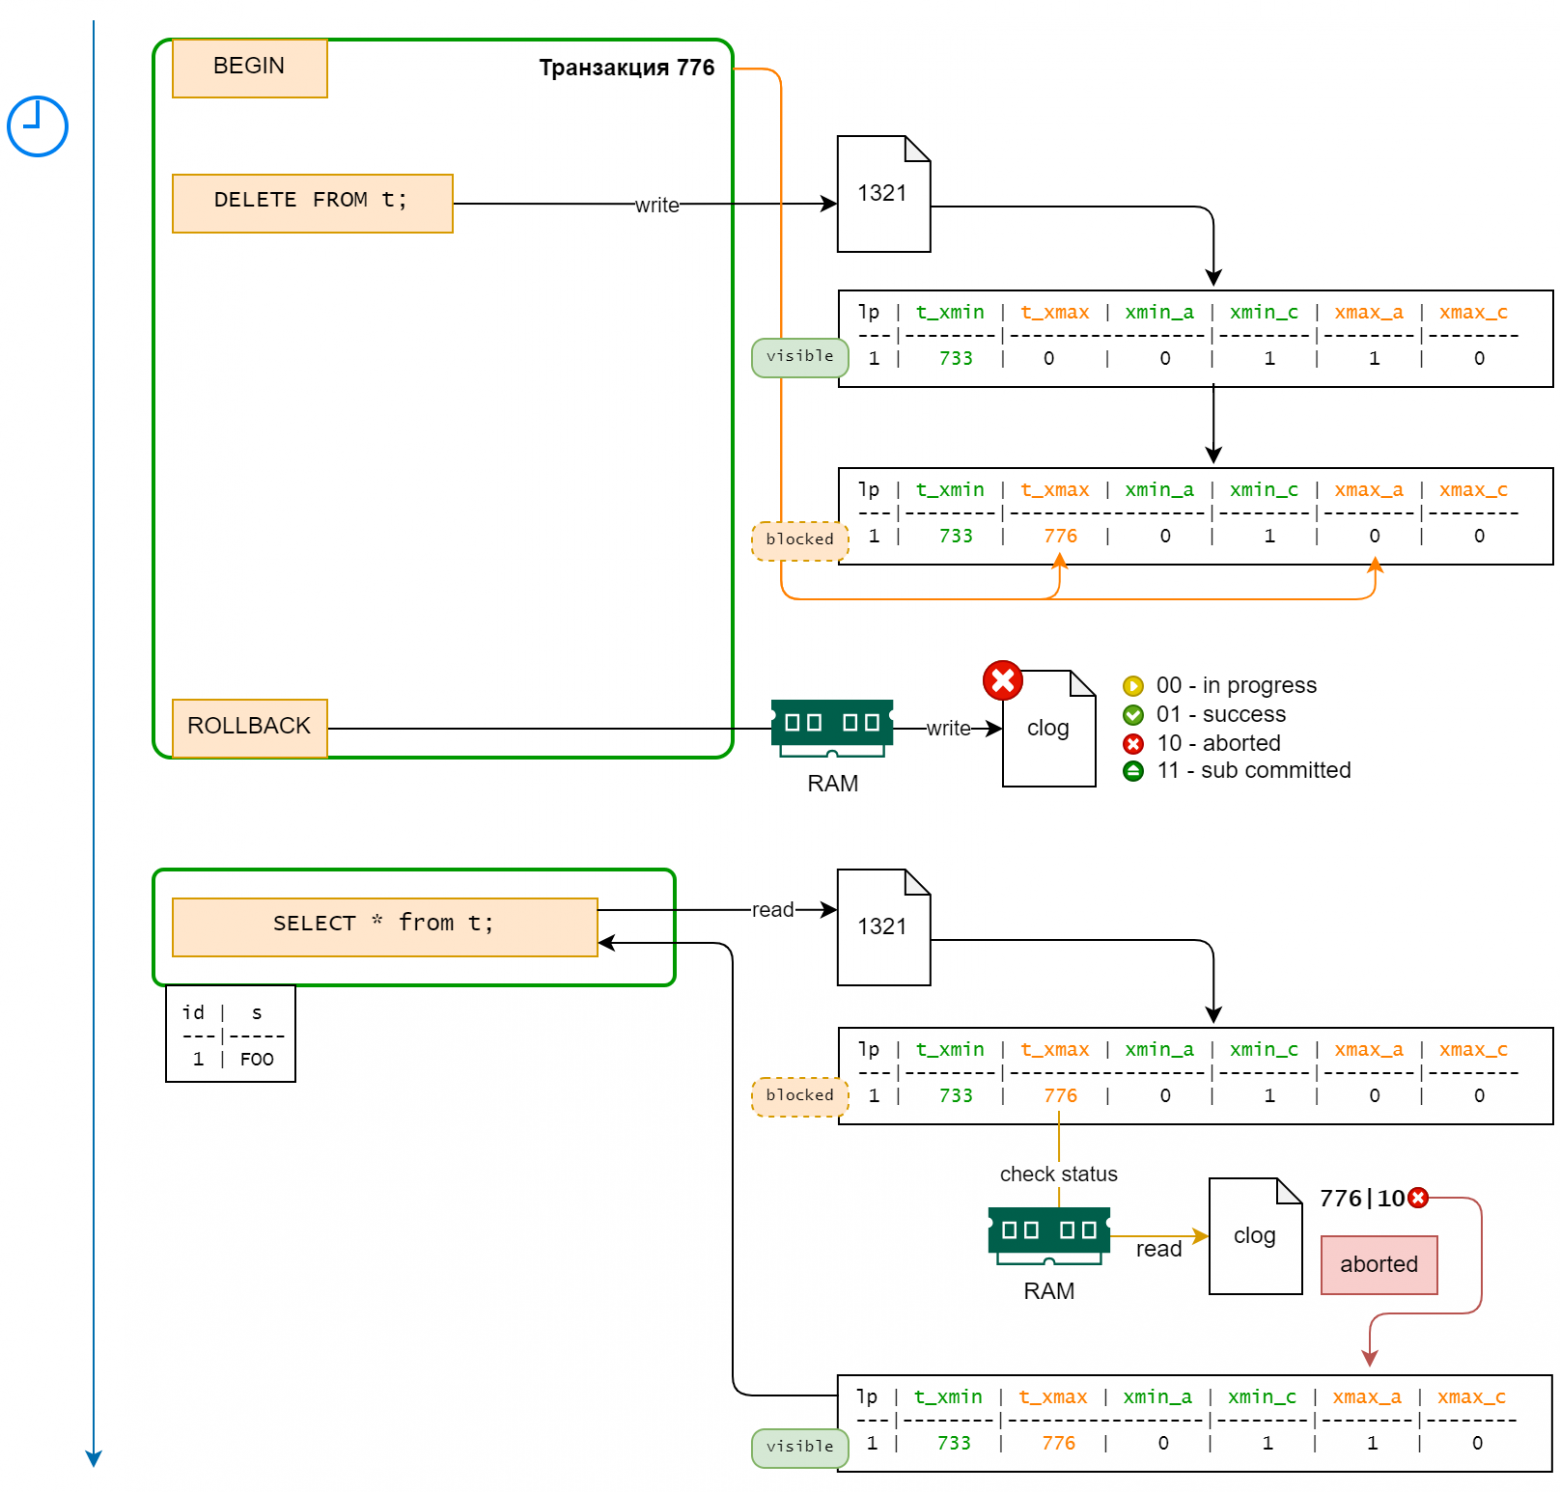 BEGIN
Транзакция 776
DELETE FROM t;
write
1321
lp | t_xmin | t_xmax | xmin_a | xmin_c | xmax_a | xmax_c
---|--------|--------|--------|--------|--------|--------
visible
1 | 733 | 0 | 0 | 1 | 1 | 0
lp | t_xmin | t_xmax | xmin_a | xmin_c | xmax_a | xmax_c
---|--------|-----------------|--------|--------|--------
blocked
1 | 733 | 776 | 0 | 1 | 0 | 0
ROLLBACK
RAM
write
clog
00 - in progress
01 - success
10 - aborted
11 - sub committed
SELECT * from t;
read
1321
id | s
---|-----
1 | FOO
lp | t_xmin | t_xmax | xmin_a | xmin_c | xmax_a | xmax_c
---|--------|-----------------|--------|--------|--------
blocked
1 | 733 | 776 | 0 | 1 | 0 | 0
check status
RAM
read
clog
776|10
aborted
lp | t_xmin | t_xmax | xmin_a | xmin_c | xmax_a | xmax_c
---|--------|-----------------|--------|--------|--------
visible
1 | 733 | 776 | 0 | 1 | 1 | 0